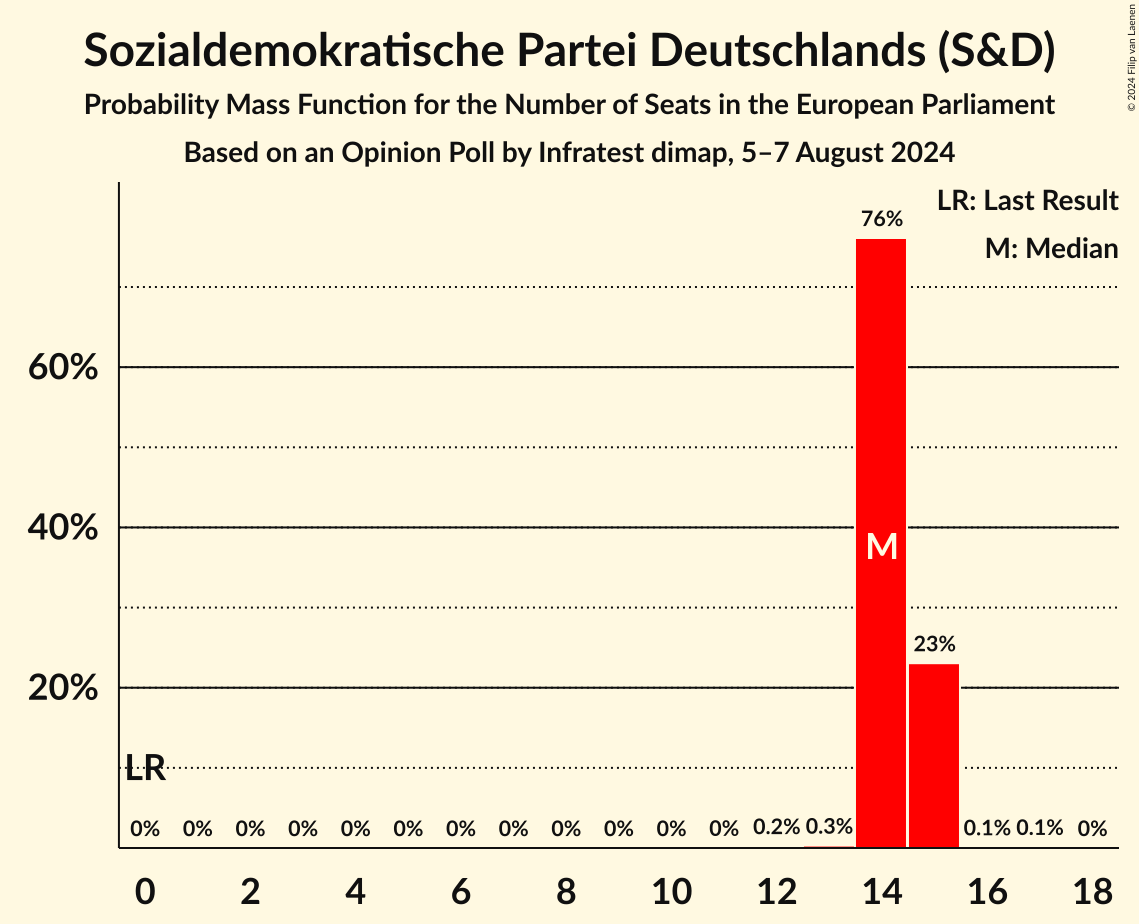 Sozialdemokratische Partei Deutschlands (S&D)
Probability Mass Function for the Number of Seats in the European Parliament
Based on an Opinion Poll by Infratest dimap, 5–7 August 2024
© 2024 Filip van Laenen
LR: Last Result
M: Median
76%
60%
40%
M
23%
20%
LR
0% 0% 0% 0% 0% 0% 0% 0% 0% 0% 0% 0% 0.2% 0.3% 0.1% 0.1% 0%
0 2 4 6 8 10 12 14 16 18